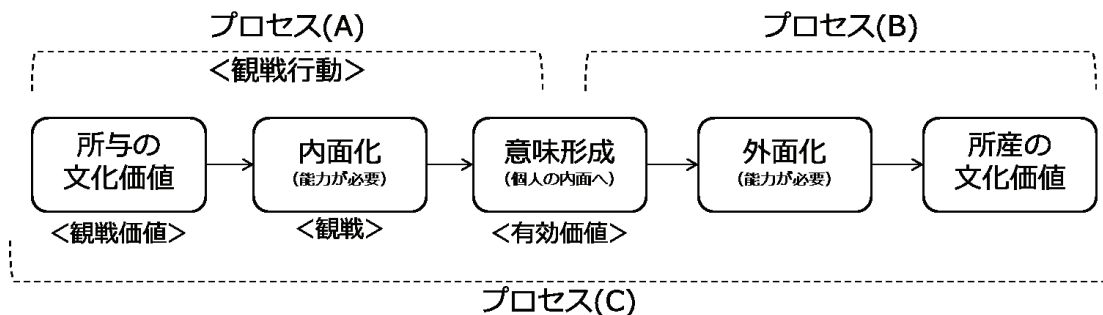 プロセス(A)
プロセス(B)
<観戦行動>
所与の
文化価値
内面化
(能力が必要)
意味形成
(個人の内面へ)
外面化
(能力が必要)
所産の
文化価値
<観戦価値>
<観戦>
<有効価値>
プロセス(C)